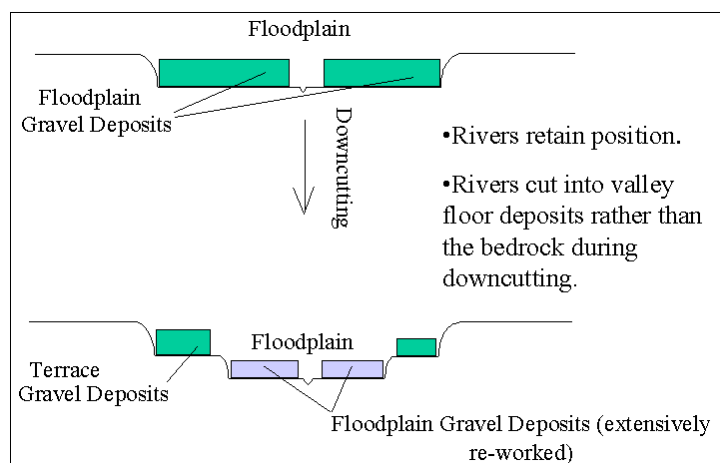 Floodplain
Floodplain
Gravel Deposits
Downcutting
•Rivers retain position.
•Rivers cut into valley
floor deposits rather than
the bedrock during
downcutting.
Floodplain
Terrace
Gravel Deposits
Floodplain Gravel Deposits (extensively
re-worked)